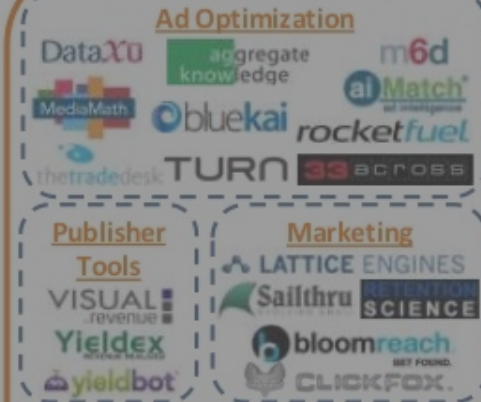 Ad Optimization
DataXu
aggregate
knowledge
m6d
MediaMath
bluekai
aiMatch
ad intelligence
rocketfuel
thetradedesk
TURN
33across
Publisher
Tools
VISUAL
revenue
Yieldex
yieldbot
Marketing
LATTICE ENGINES
Sailthru
RETENTION
SCIENCE
bloomreach
GET FOUND.
CLICKFOX.